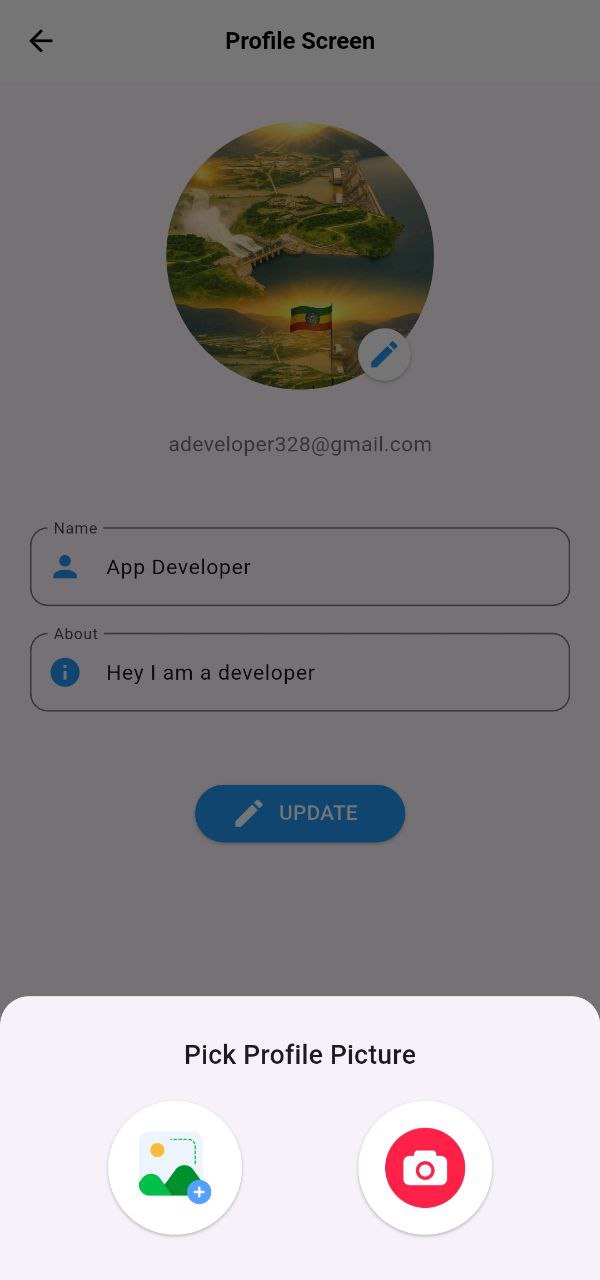 Profile Screen
adeveloper328@gmail.com
Name
App Developer
About
Hey I am a developer
UPDATE
Pick Profile Picture